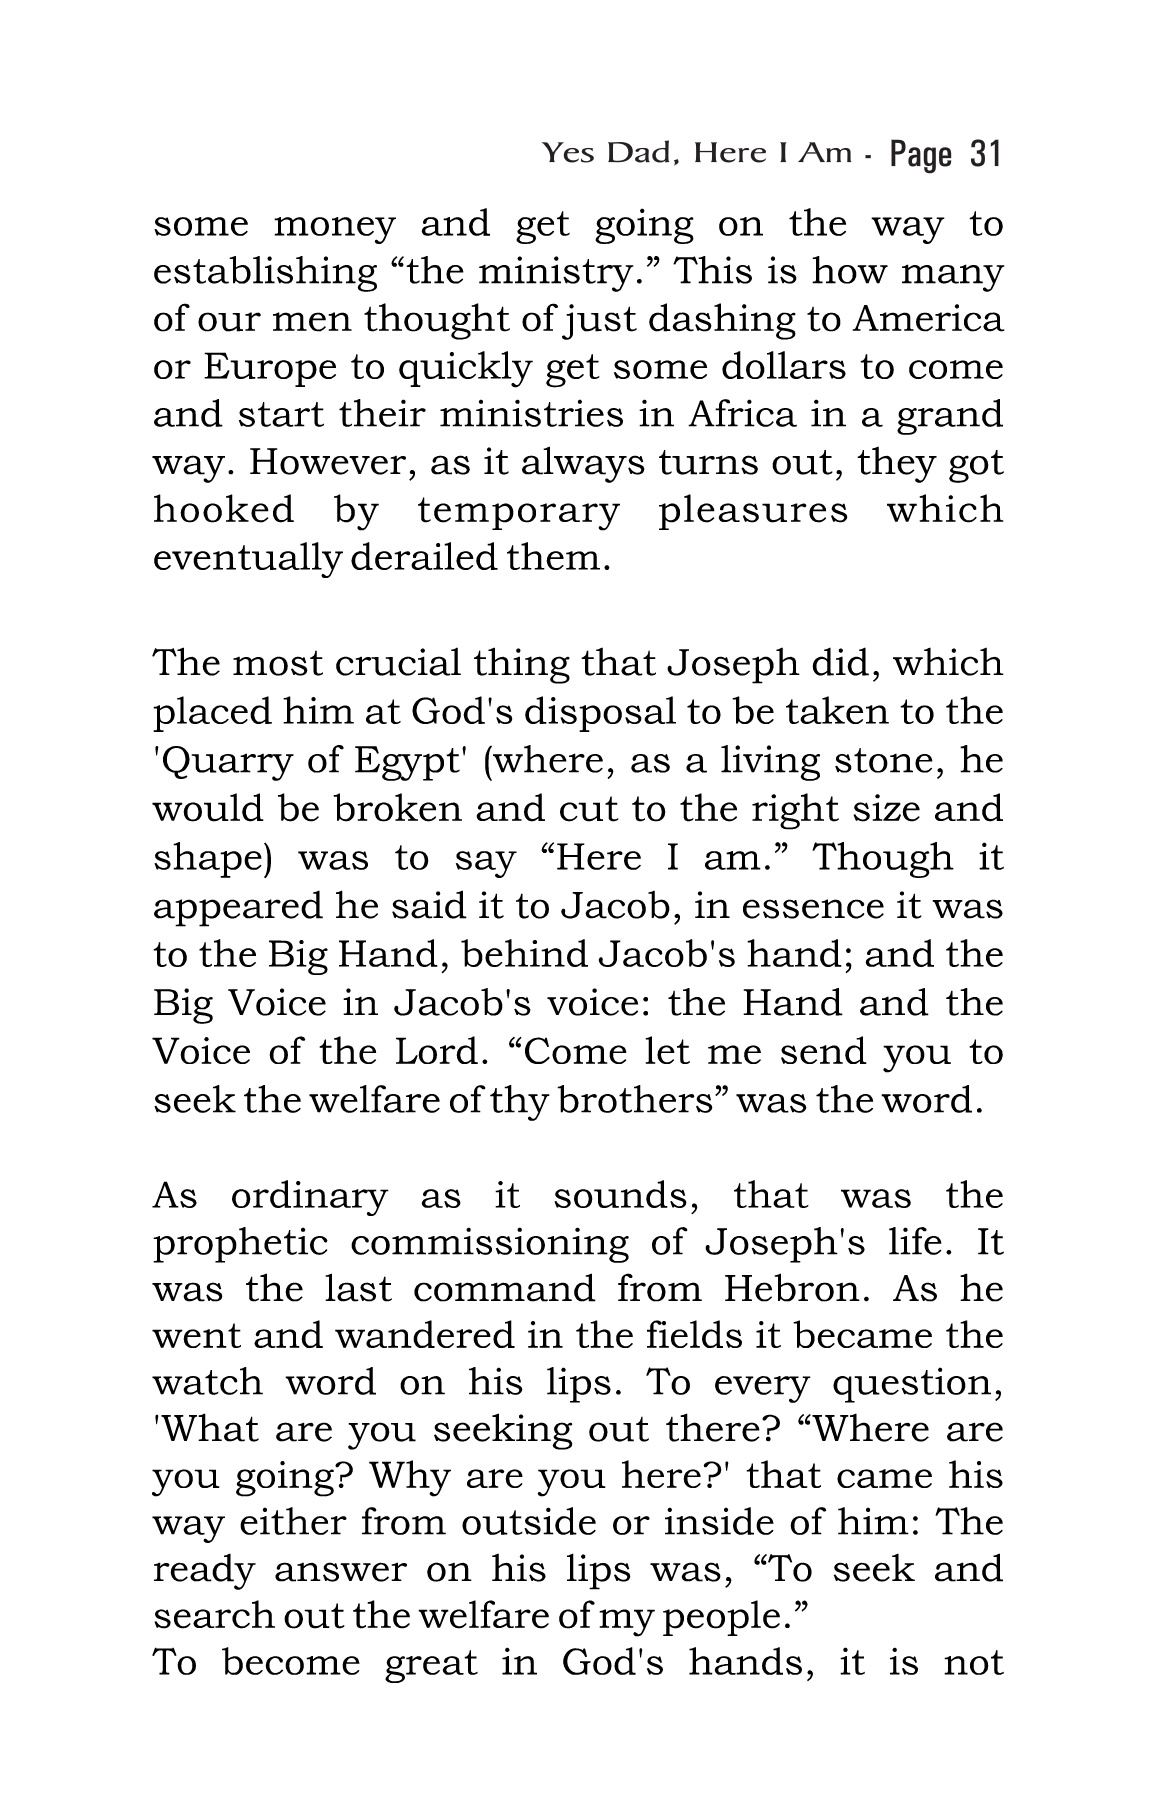 Yes Dad, Here I Am - Page 31
some money and get going on the way to
establishing “the ministry.” This is how many
of our men thought of just dashing to America
or Europe to quickly get some dollars to come
and start their ministries in Africa in a grand
way. However, as it always turns out, they got
hooked by temporary pleasures which
eventually derailed them.
The most crucial thing that Joseph did, which
placed him at God's disposal to be taken to the
'Quarry of Egypt' (where, as a living stone, he
would be broken and cut to the right size and
shape) was to say “Here I am.” Though it
appeared he said it to Jacob, in essence it was
to the Big Hand, behind Jacob's hand; and the
Big Voice in Jacob's voice: the Hand and the
Voice of the Lord. “Come let me send you to
seek the welfare of thy brothers” was the word.
As ordinary as it sounds, that was the
prophetic commissioning of Joseph's life. It
was the last command from Hebron. As he
went and wandered in the fields it became the
watch word on his lips. To every question,
'What are you seeking out there? “Where are
you going? Why are you here?' that came his
way either from outside or inside of him: The
ready answer on his lips was, “To seek and
search out the welfare of my people.”
To become great in God's hands, it is not